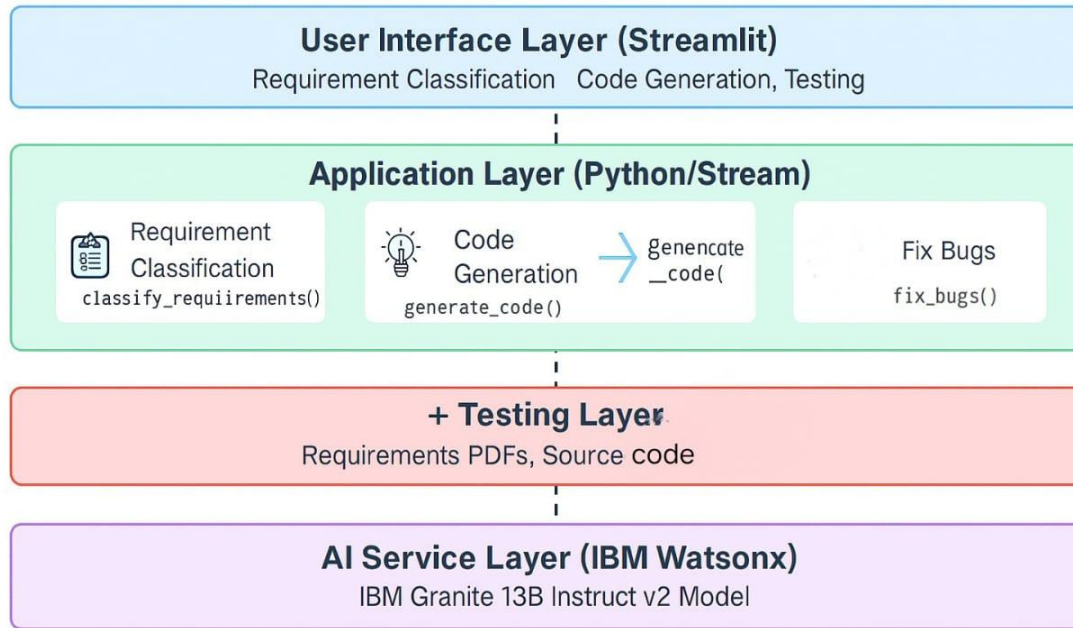 User Interface Layer (Streamlit)
Requirement Classification Code Generation, Testing
Application Layer (Python/Stream)
Requirement
Classification
classify_requiirements()
Code
Generation
generate_code()
genencate
__code(
Fix Bugs
fix_bugs()
+ Testing Layer
Requirements PDFs, Source code
AI Service Layer (IBM Watsonx)
IBM Granite 13B Instruct v2 Model